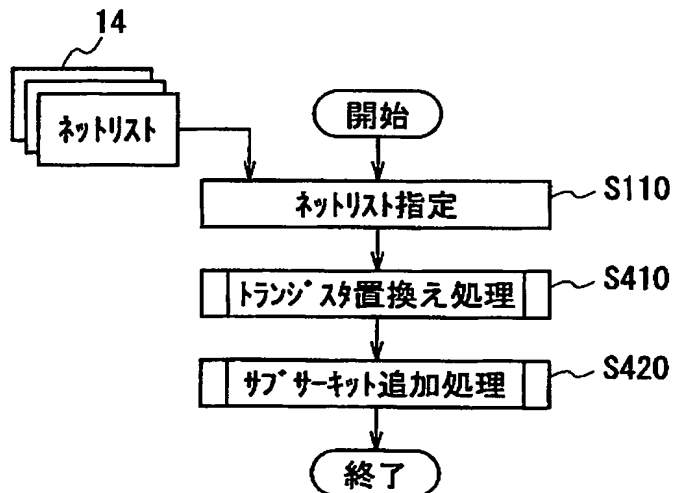 14
ネットリスト
開始
ネットリスト指定
S110
トランジスタ置換え処理
S410
サブサーキット追加処理
S420
終了